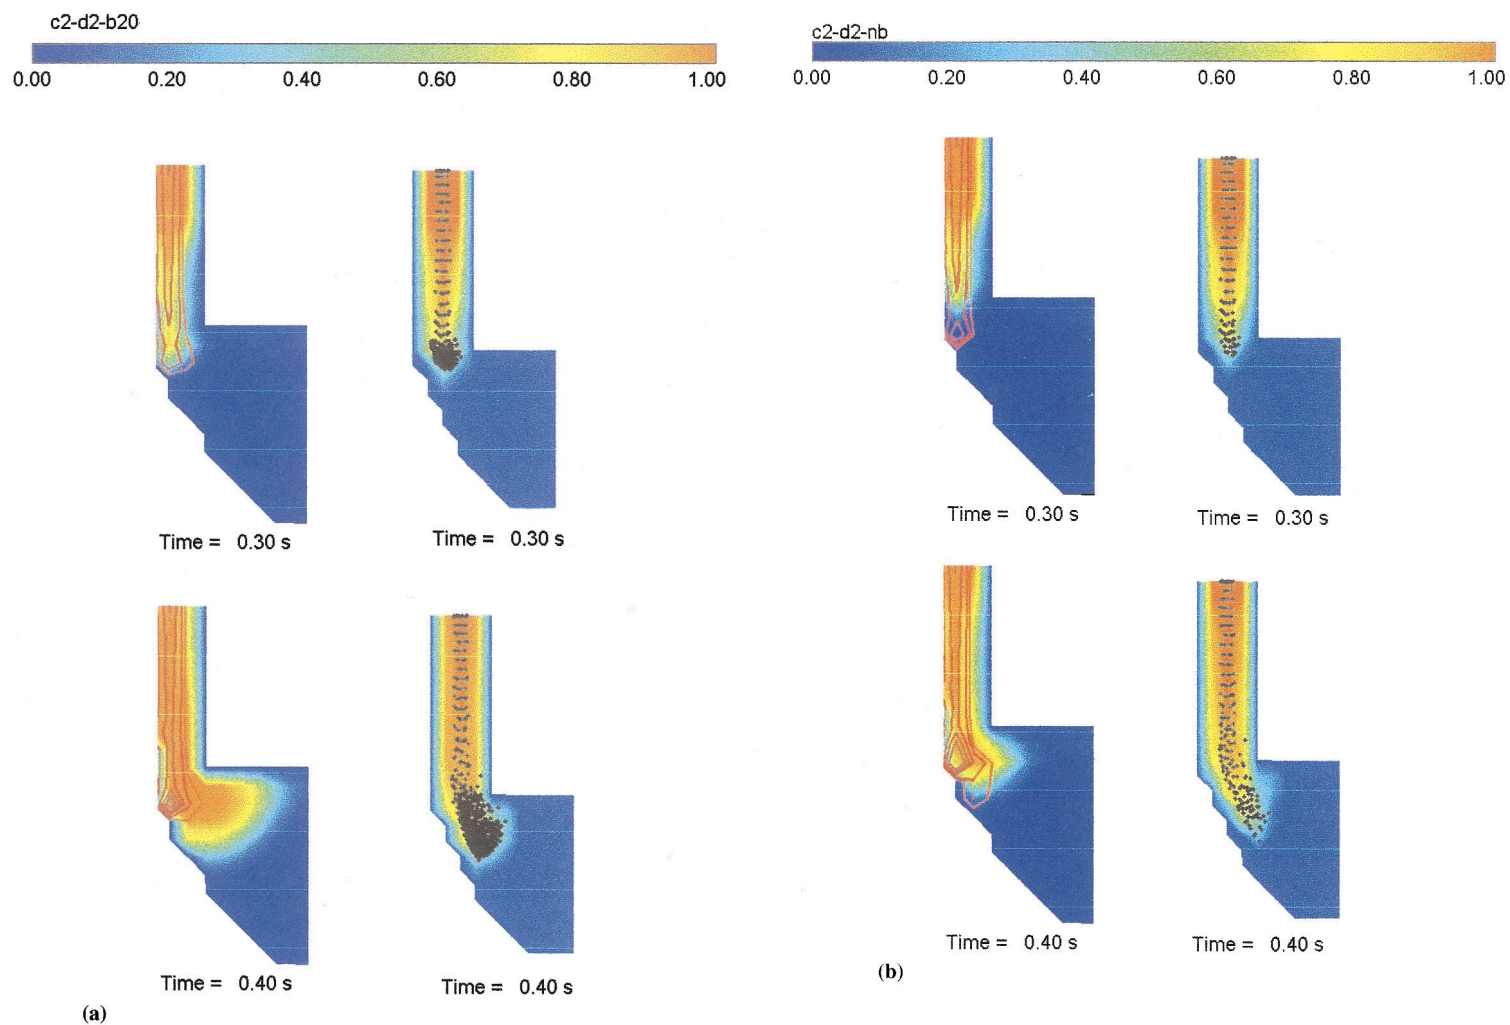 c2-d2-b20
0.00 0.20 0.40 0.60 0.80 1.00
Time = 0.30 s
Time = 0.30 s
Time = 0.40 s
Time = 0.40 s
(a)
c2-d2-nb
0.00 0.20 0.40 0.60 0.80 1.00
Time = 0.30 s
Time = 0.30 s
Time = 0.40 s
Time = 0.40 s
(b)